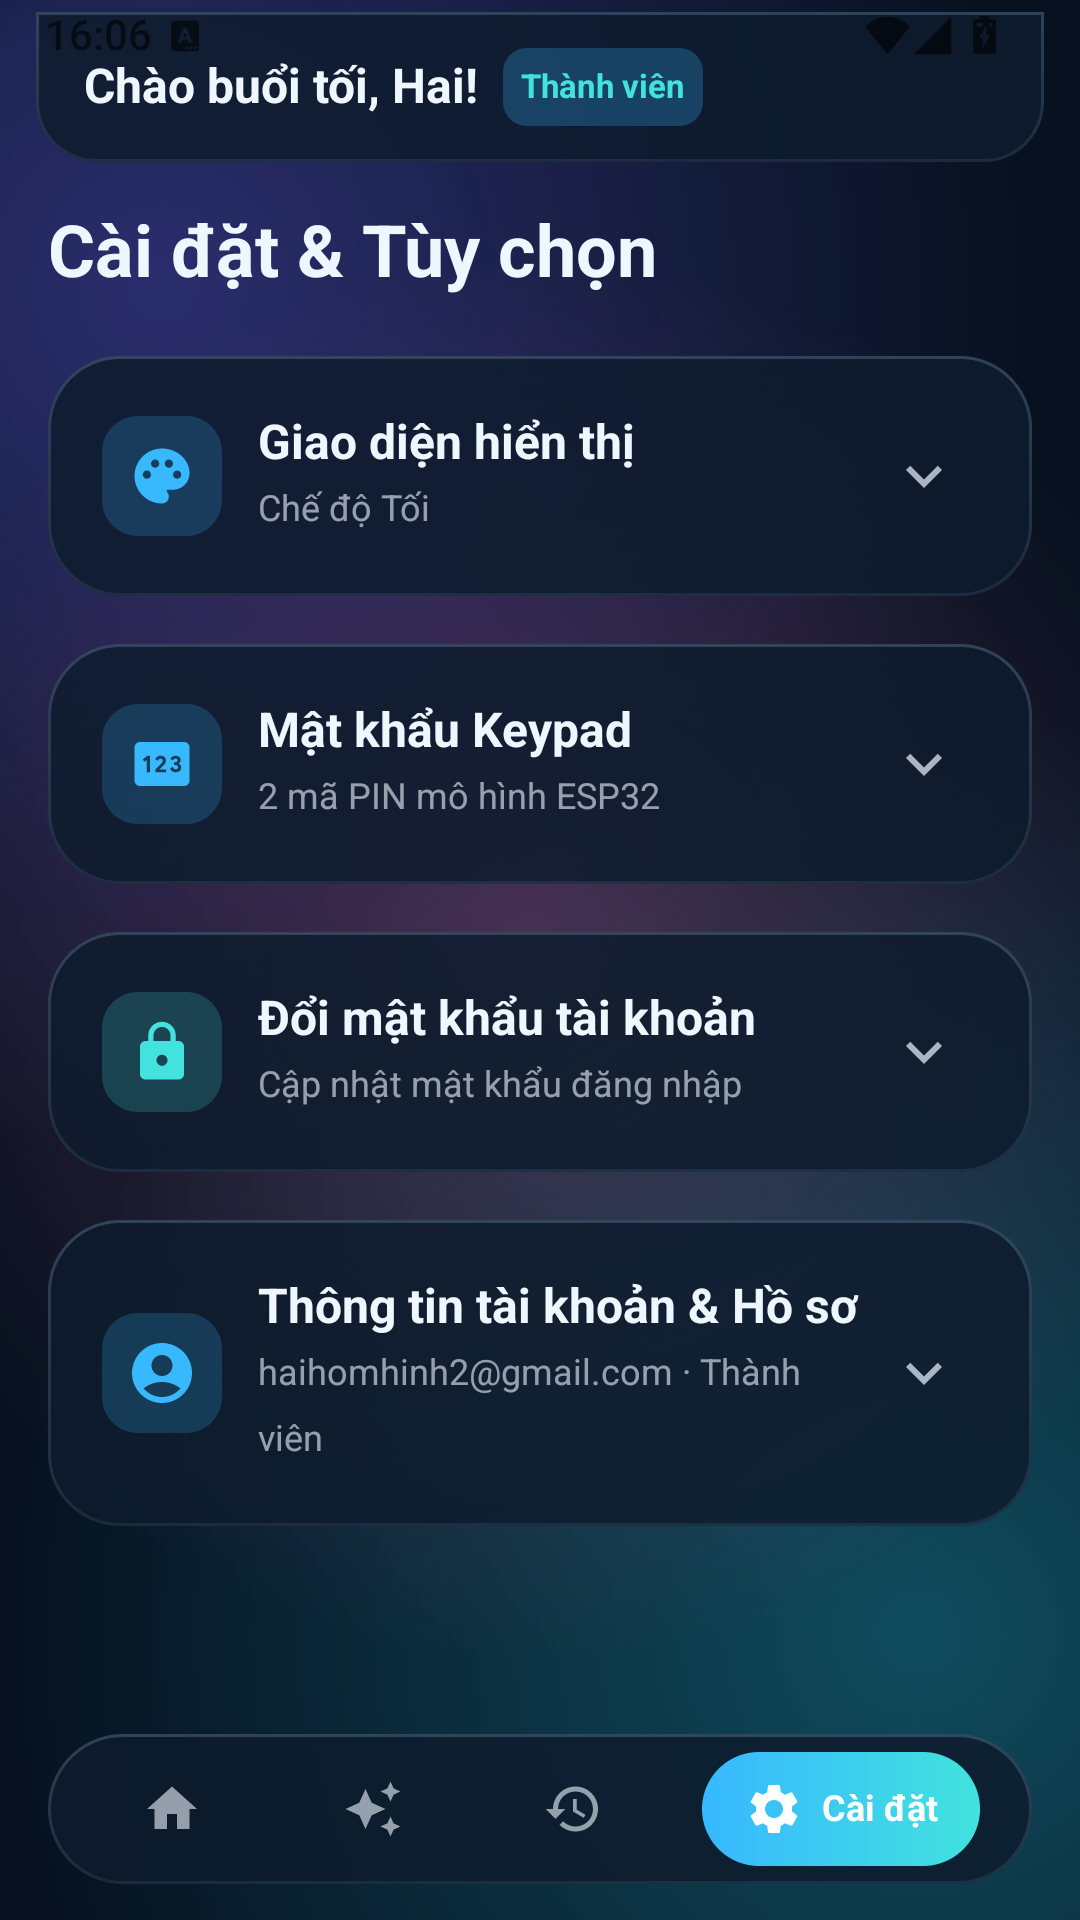 16:06
Chào buổi tối, Hai!
Thành viên
Cài đặt & Tùy chọn
Giao diện hiển thị
Chế độ Tối
Mật khẩu Keypad
2 mã PIN mô hình ESP32
123
Đổi mật khẩu tài khoản
Cập nhật mật khẩu đăng nhập
Thông tin tài khoản & Hồ sơ
haihomhinh2@gmail.com · Thành
viên
Cài đặt